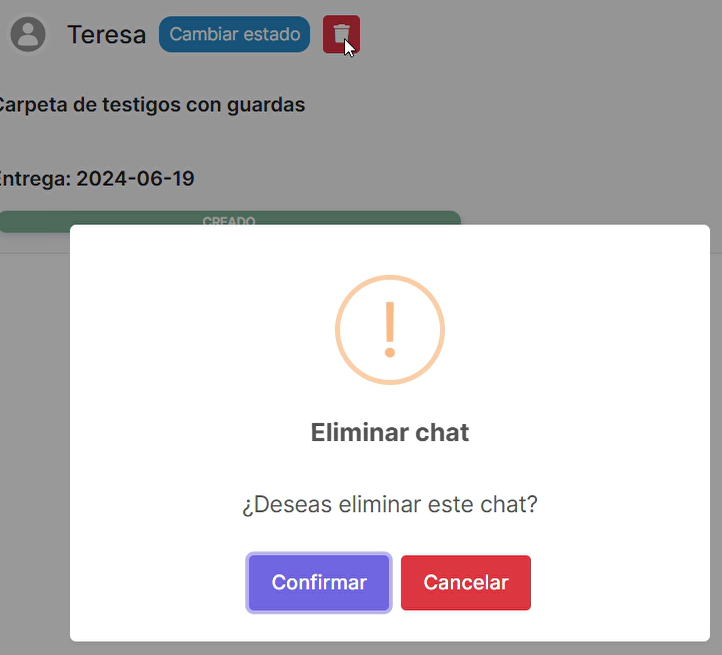 Teresa Cambiar estado
Carpeta de testigos con guardas
Entrega: 2024-06-19
CREADO
!
Eliminar chat
¿Deseas eliminar este chat?
Confirmar Cancelar